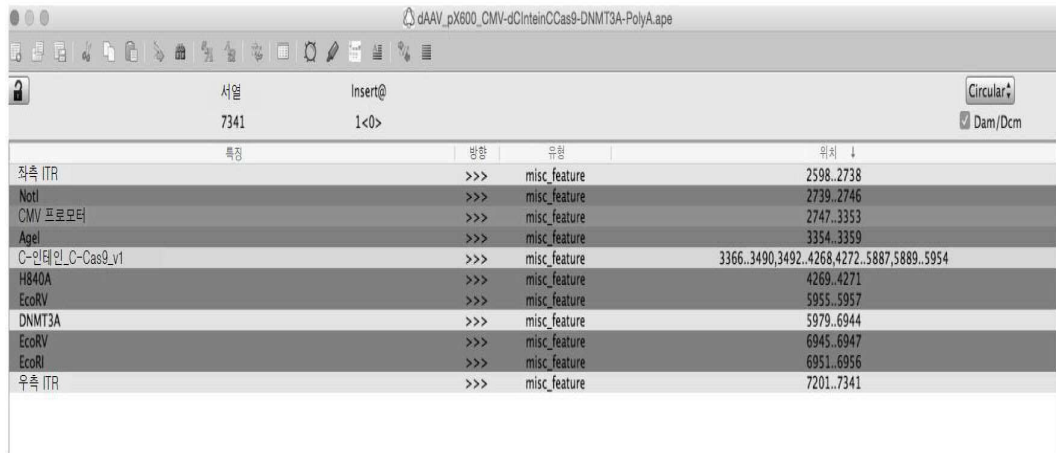 dAAV_pX600_CMV-dCInteinCCas9-DNMT3A-PolyA.ape
서열 Insert@ Circular
7341 1<0> Dam/Dcm
특징 방향 유형 위치 ↓
좌측 ITR >>> misc_feature 2598..2738
NotI >>> misc_feature 2739..2746
CMV 프로모터 >>> misc_feature 2747..3353
AgeI >>> misc_feature 3354..3359
C-인테인_C-Cas9_v1 >>> misc_feature 3366..3490,3492..4268,4272..5887,5889..5954
H840A >>> misc_feature 4269..4271
EcoRV >>> misc_feature 5955..5957
DNMT3A >>> misc_feature 5979..6944
EcoRV >>> misc_feature 6945..6947
EcoRI >>> misc_feature 6951..6956
우측 ITR >>> misc_feature 7201..7341